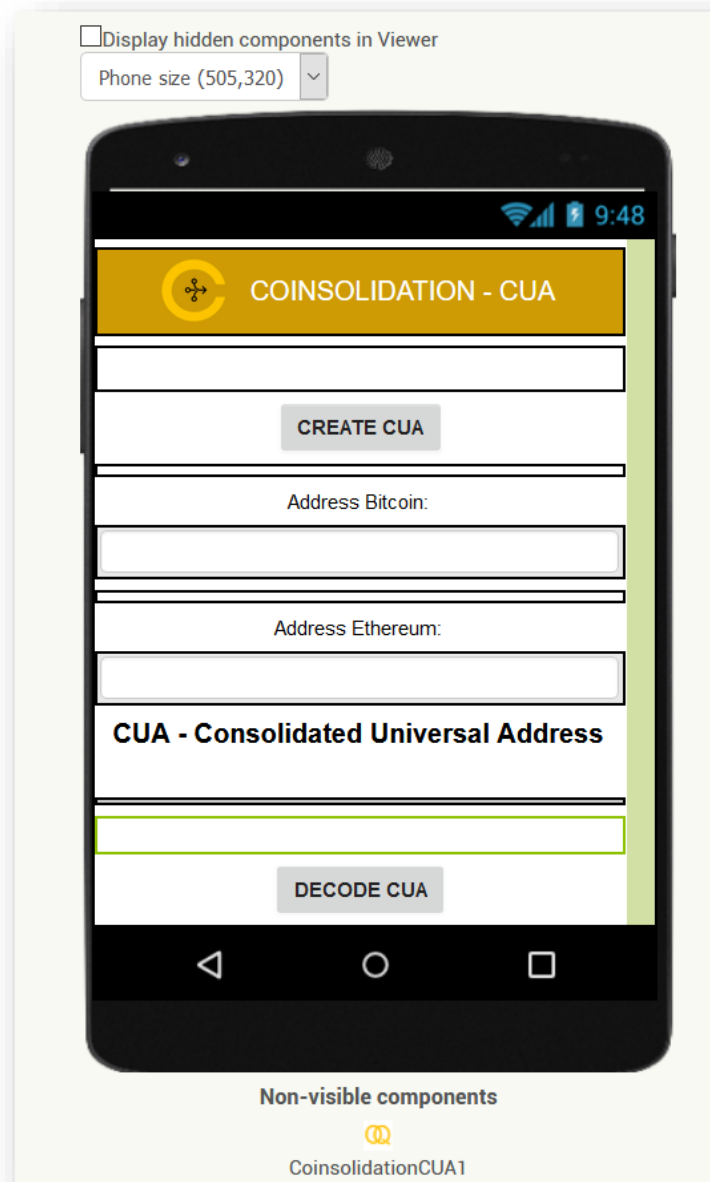 Display hidden components in Viewer
Phone size (505,320)
9:48
COINSOLIDATION - CUA
CREATE CUA
Address Bitcoin:
Address Ethereum:
CUA - Consolidated Universal Address
DECODE CUA
Non-visible components
CoinsolidationCUA1